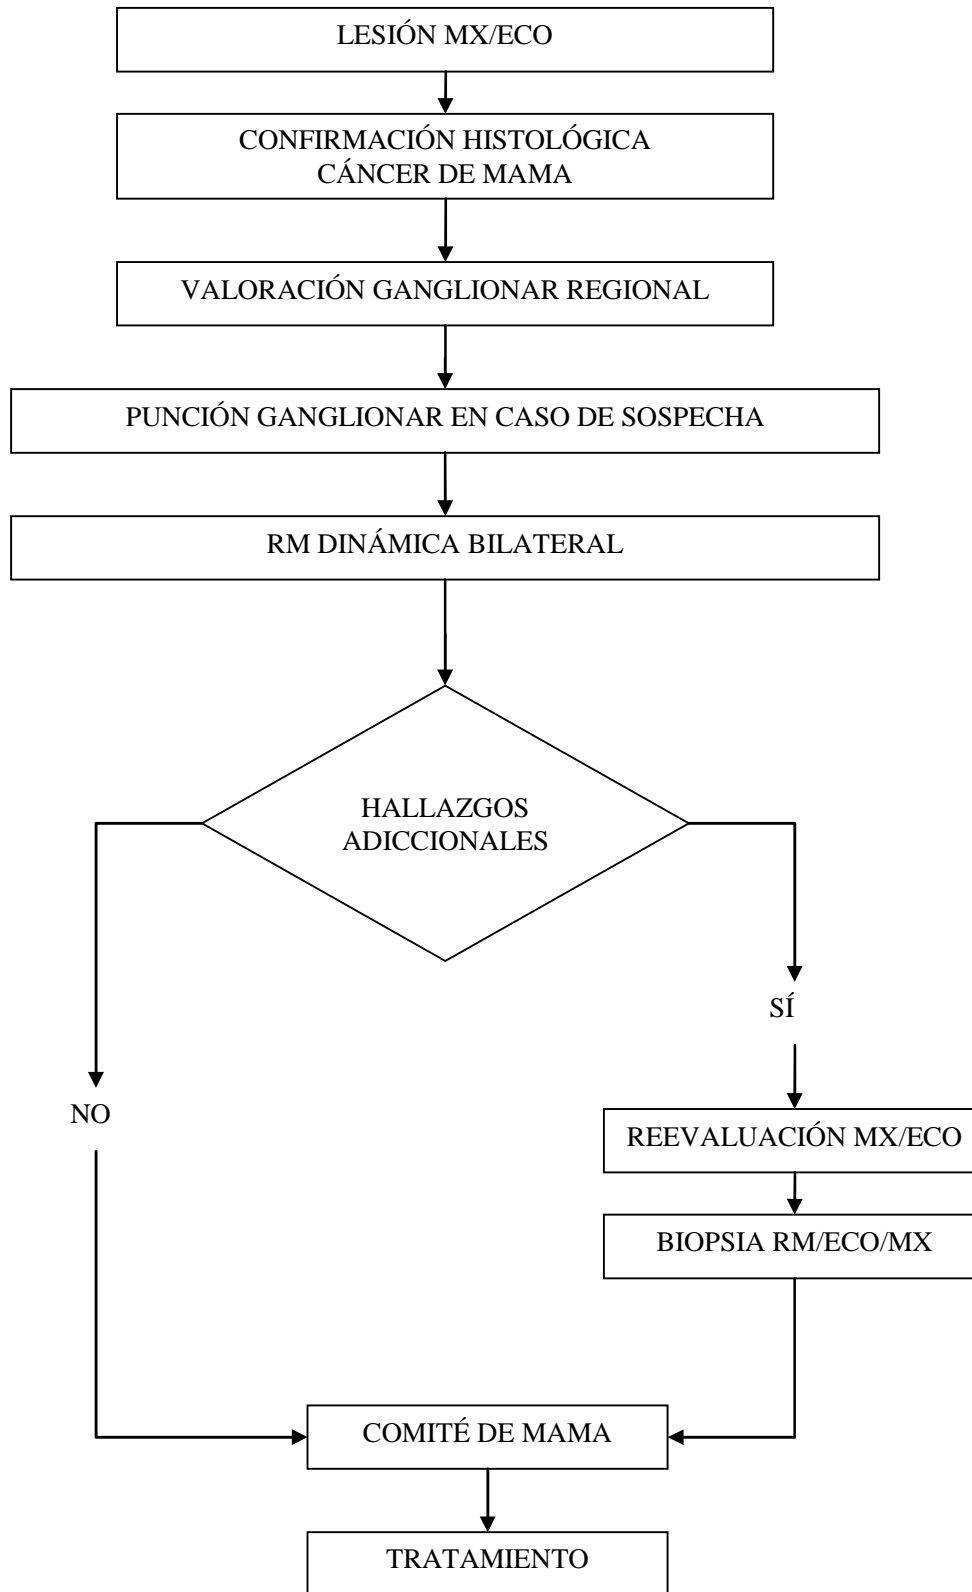 LESIÓN MX/ECO
CONFIRMACIÓN HISTOLÓGICA
CÁNCER DE MAMA
VALORACIÓN GANGLIONAR REGIONAL
PUNCIÓN GANGLIONAR EN CASO DE SOSPECHA
RM DINÁMICA BILATERAL
HALLAZGOS
ADICCIONALES
SÍ
NO
REEVALUACIÓN MX/ECO
BIOPSIA RM/ECO/MX
COMITÉ DE MAMA
TRATAMIENTO